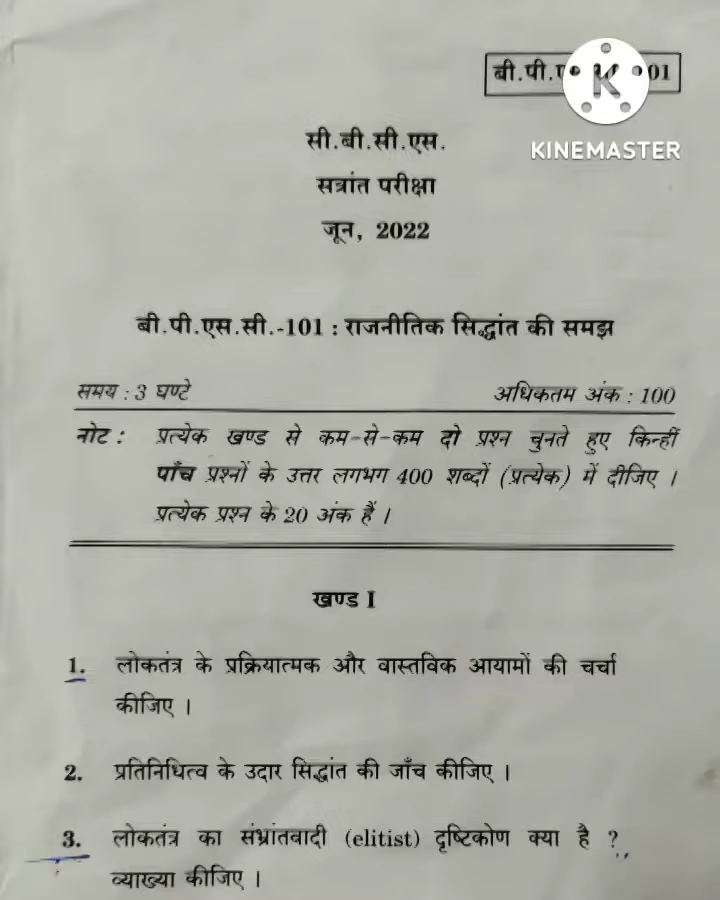 बी.पी.
01
KINEMASTER
सी.बी.सी.एस.
सत्रांत परीक्षा
जून, 2022
बी.पी.एस.सी.-101 : राजनीतिक सिद्धांत की समझ
समय : 3 घण्टे अधिकतम अंक : 100
नोट : प्रत्येक खण्ड से कम-से-कम दो प्रश्न चुनते हुए किन्हीं
पाँच प्रश्नों के उत्तर लगभग 400 शब्दों (प्रत्येक) में दीजिए ।
प्रत्येक प्रश्न के 20 अंक हैं ।
खण्ड I
1. लोकतंत्र के प्रक्रियात्मक और वास्तविक आयामों की चर्चा
कीजिए ।
2. प्रतिनिधित्व के उदार सिद्धांत की जाँच कीजिए ।
3. लोकतंत्र का संभ्रांतवादी (elitist) दृष्टिकोण क्या है ?
व्याख्या कीजिए ।